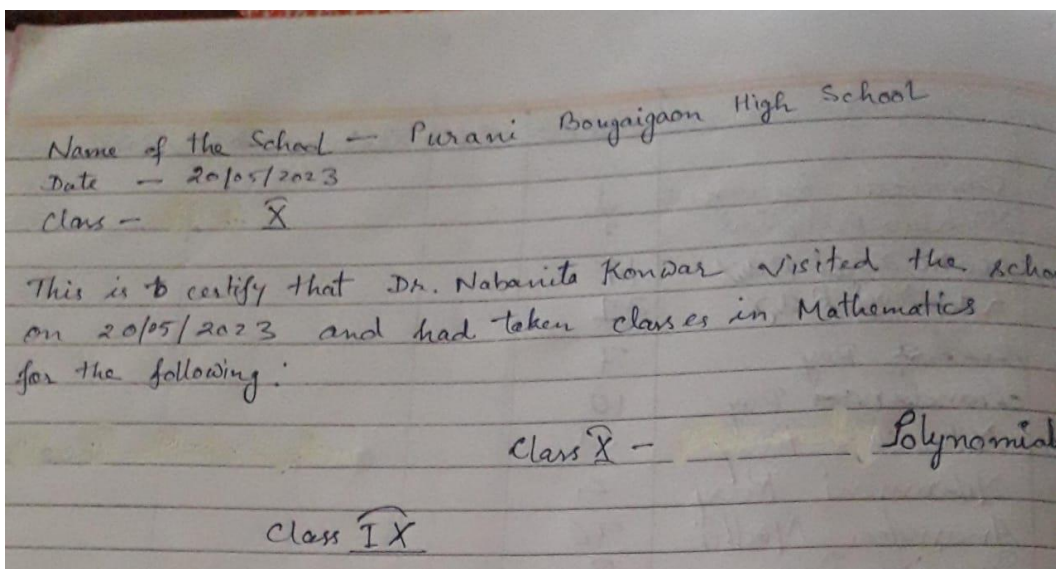 Name of the School - Purani Bongaigaon High School
Date - 20/05/2023
Class - X
This is to certify that Dr. Nabanita Konwar visited the scho
on 20/05/2023 and had taken classes in Mathematics
for the following:
Class X - Polynomial
Class IX